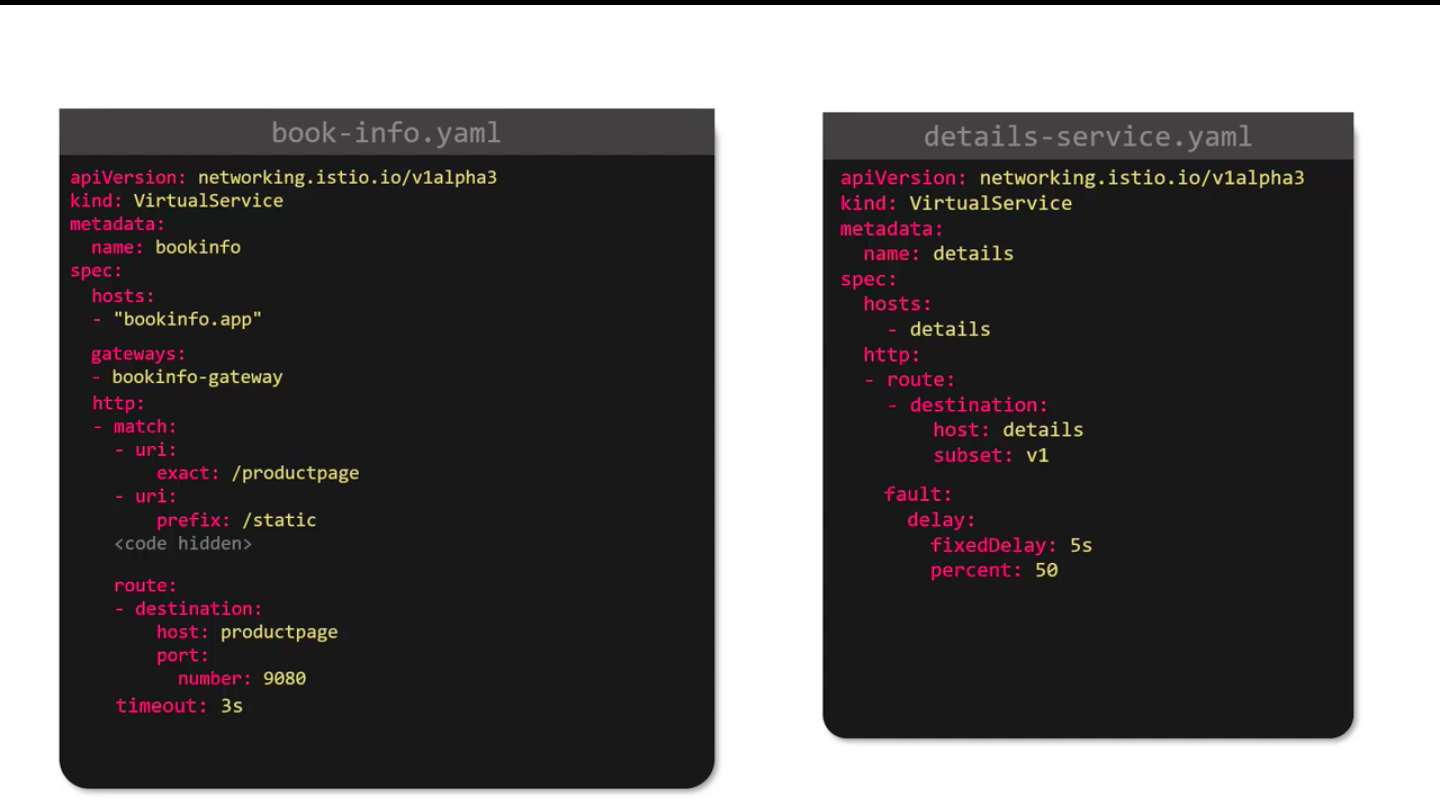 book-info.yaml
apiVersion: networking.istio.io/v1alpha3
kind: VirtualService
metadata:
  name: bookinfo
spec:
  hosts:
  - "bookinfo.app"
  gateways:
  - bookinfo-gateway
  http:
  - match:
    - uri:
        exact: /productpage
    - uri:
        prefix: /static
    <code hidden>
    route:
    - destination:
        host: productpage
        port:
          number: 9080
    timeout: 3s
details-service.yaml
apiVersion: networking.istio.io/v1alpha3
kind: VirtualService
metadata:
  name: details
spec:
  hosts:
    - details
  http:
  - route:
    - destination:
        host: details
        subset: v1
    fault:
      delay:
        fixedDelay: 5s
        percent: 50